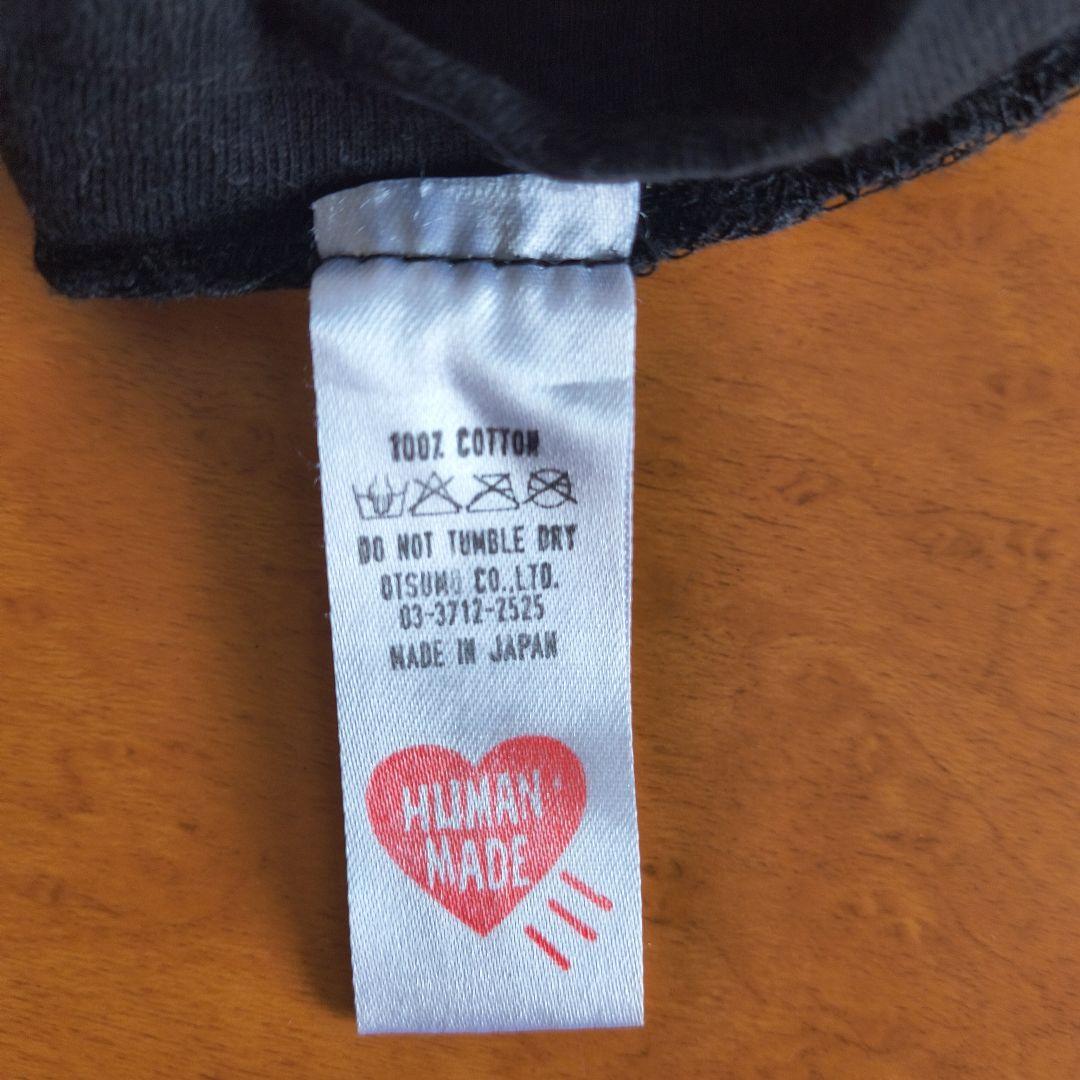 100% COTTON
DO NOT TUMBLE DRY
OTSUMO CO.,LTD.
03-3712-2525
MADE IN JAPAN
HUMAN
MADE